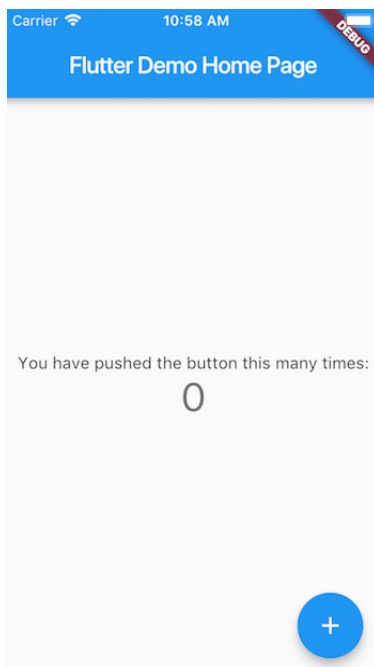 Carrier 10:58 AM
DEBUG
Flutter Demo Home Page
You have pushed the button this many times:
0
+